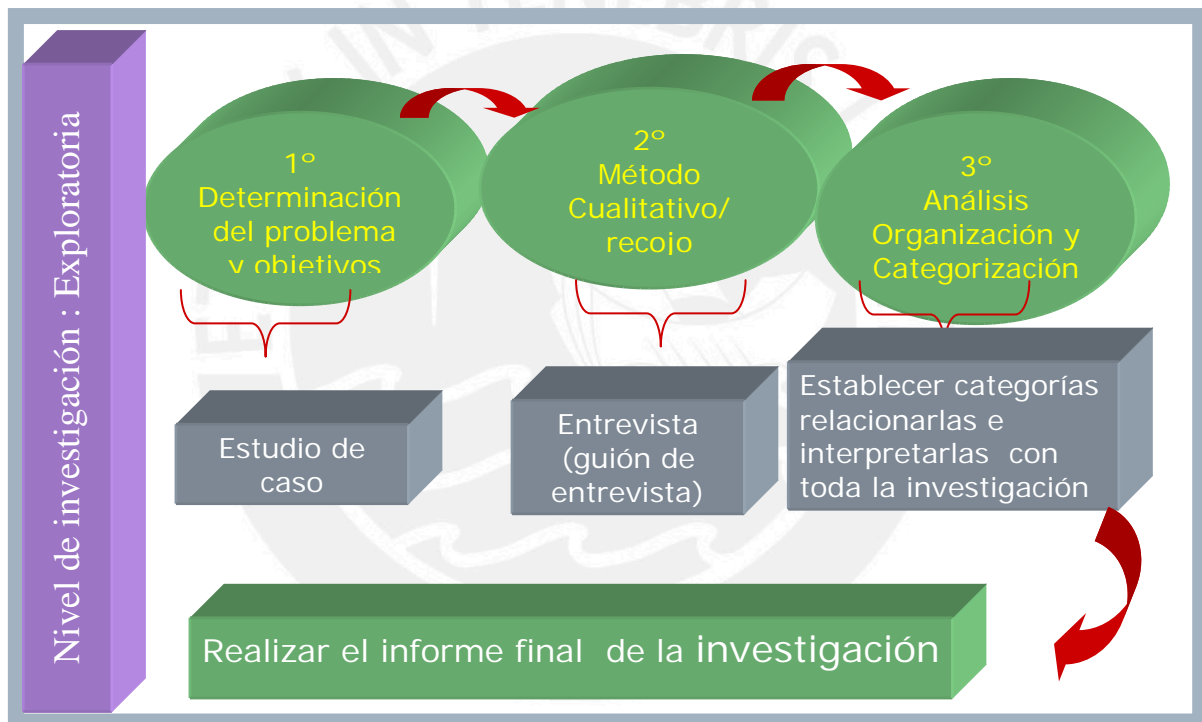 Nivel de investigación : Exploratoria
1º
Determinación
del problema
y objetivos
2º
Método
Cualitativo/
recojo
3º
Análisis
Organización y
Categorización
Estudio de
caso
Entrevista
(guión de
entrevista)
Establecer categorías
relacionarlas e
interpretarlas con
toda la investigación
Realizar el informe final de la investigación